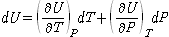 dU = (∂U/∂T)_P dT + (∂U/∂P)_T dP